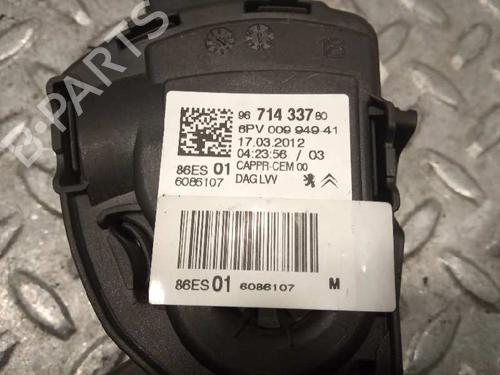 B-PARTS
96 714 337 80
6PV 009 949-41
17.03.2012
04:23:56 / 03
86ES 01
6086107
CAPPR-CEM 00
DAG LVV
86ES 01 6086107 M